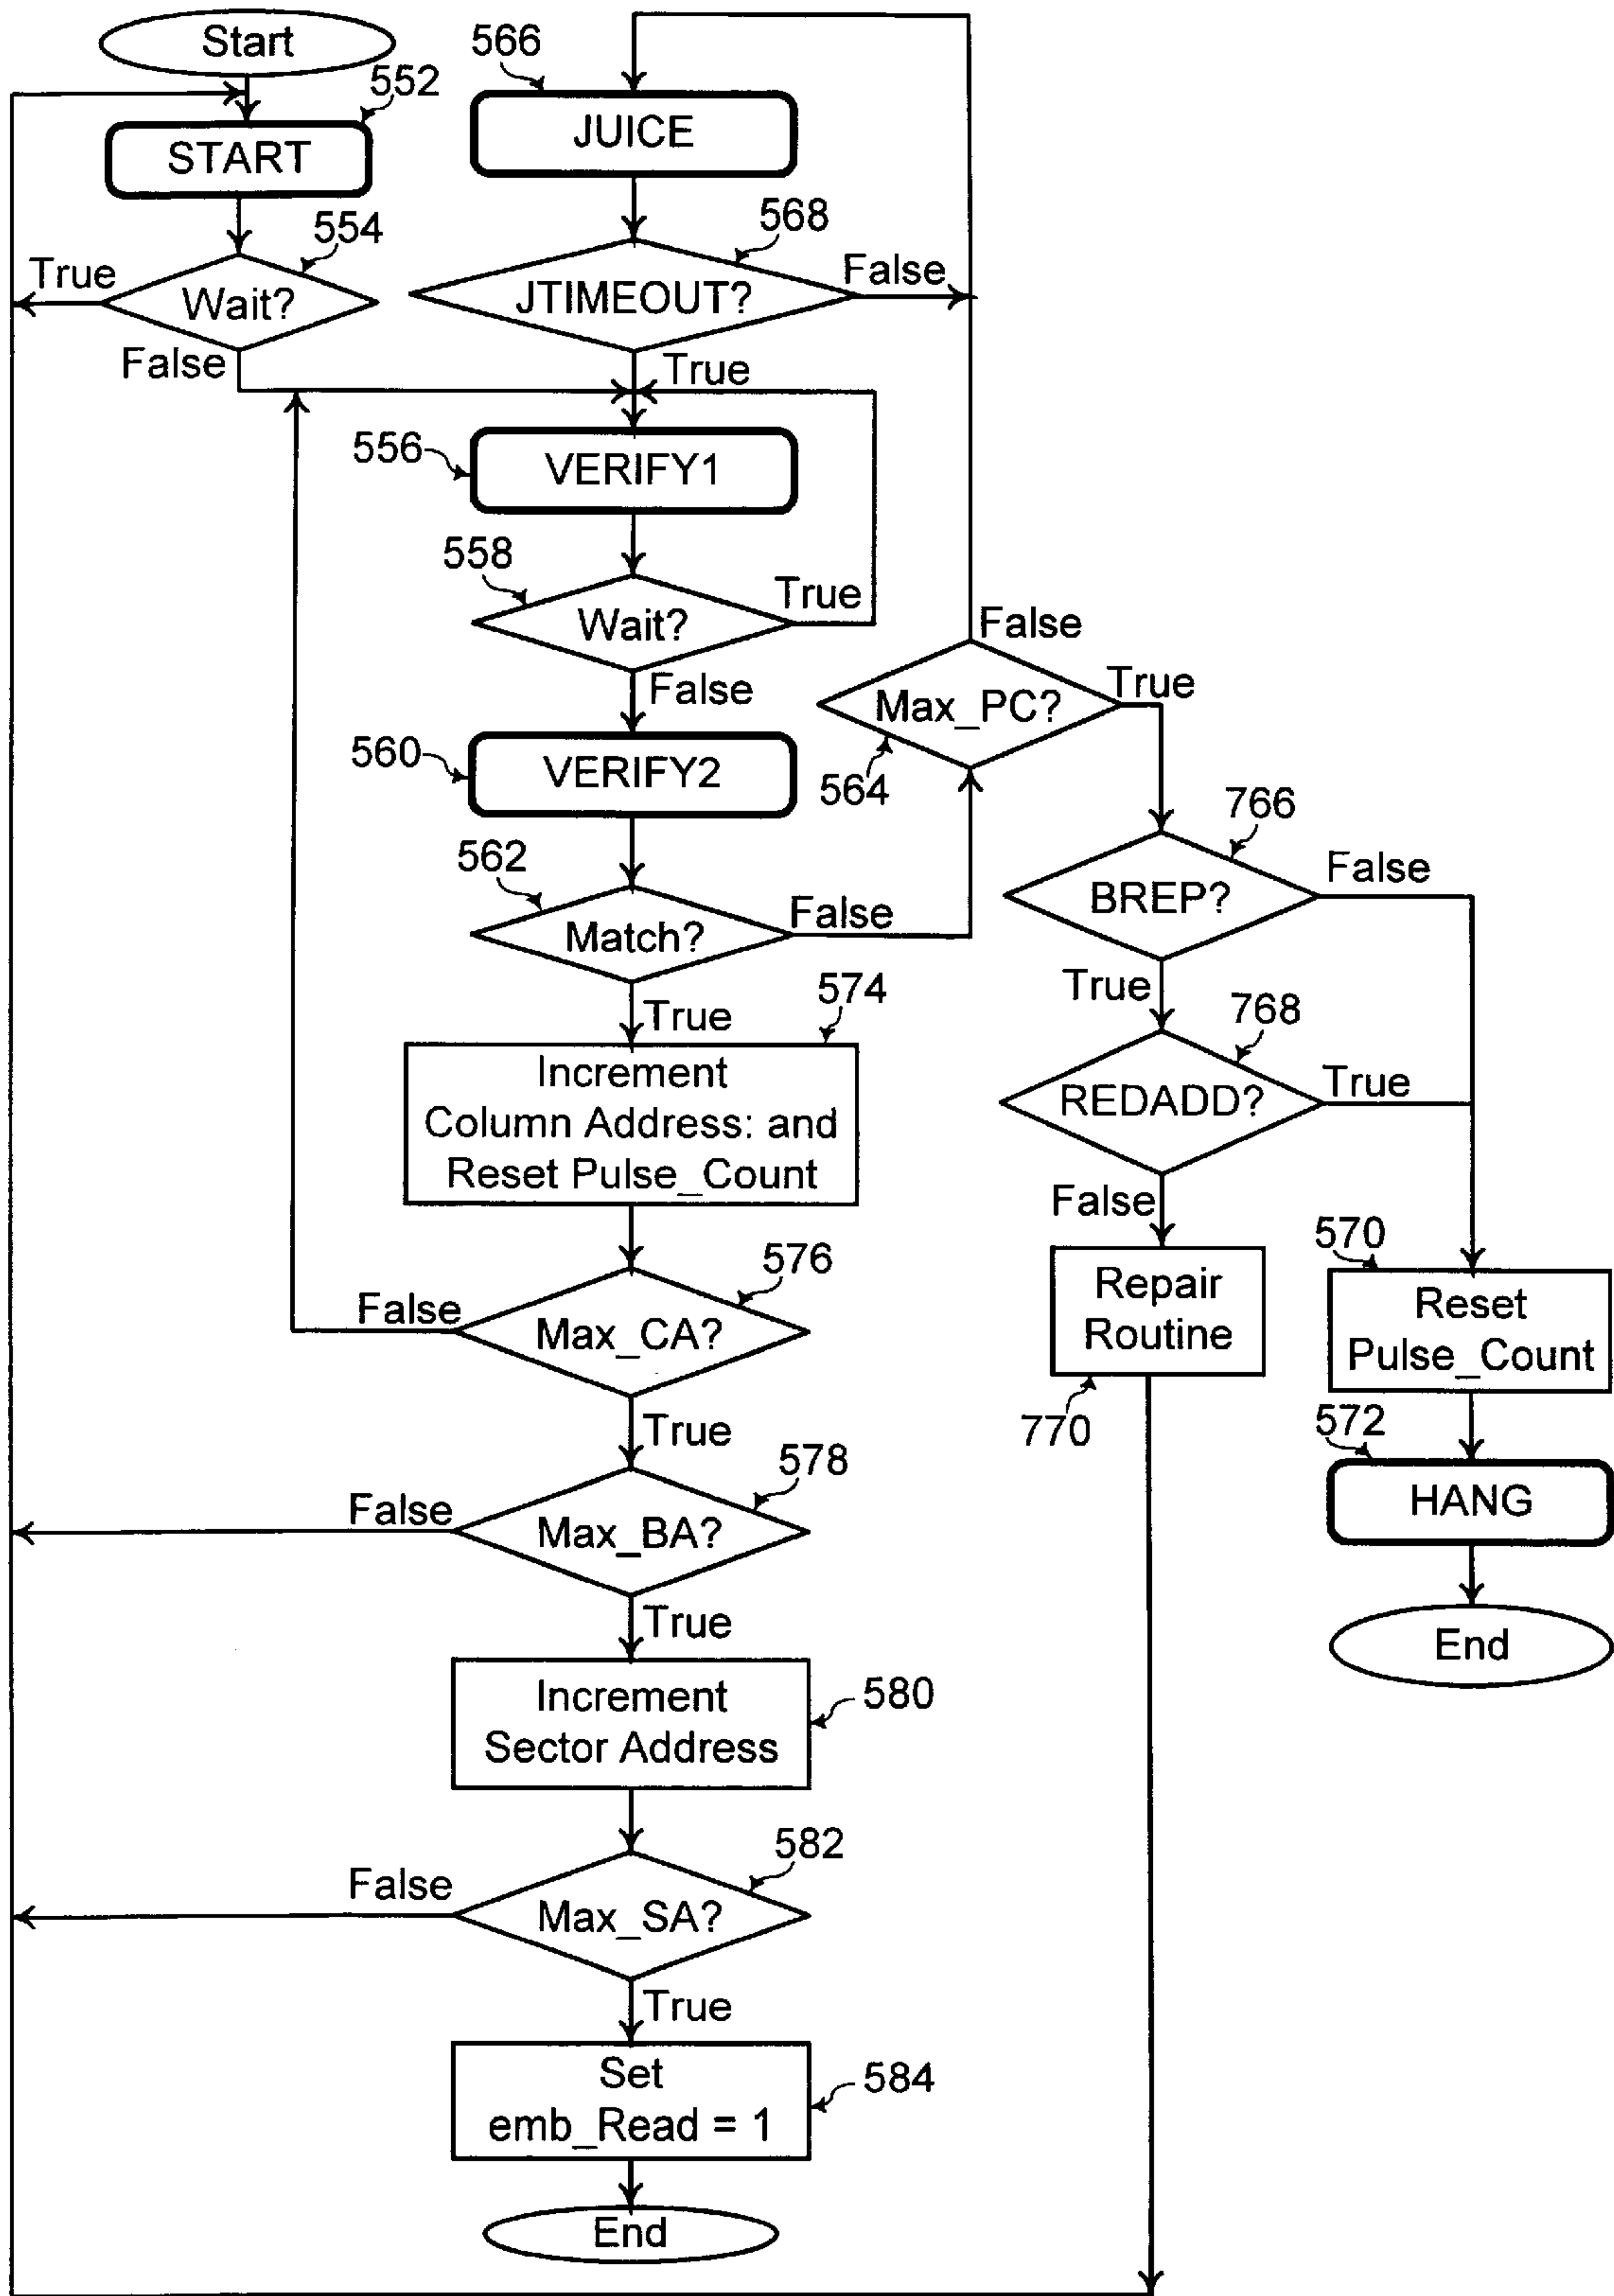 Start
552
START
554
True
Wait?
False
566
JUICE
568
JTIMEOUT?
False
True
556
VERIFY1
558
Wait?
True
False
560
VERIFY2
562
Match?
False
True
574
Increment
Column Address: and
Reset Pulse_Count
576
False
Max_CA?
True
578
False
Max_BA?
True
Increment
Sector Address
580
582
False
Max_SA?
True
Set
emb_Read = 1
584
End
False
Max_PC?
True
564
766
BREP?
False
True
768
REDADD?
True
False
Repair
Routine
770
570
Reset
Pulse_Count
572
HANG
End